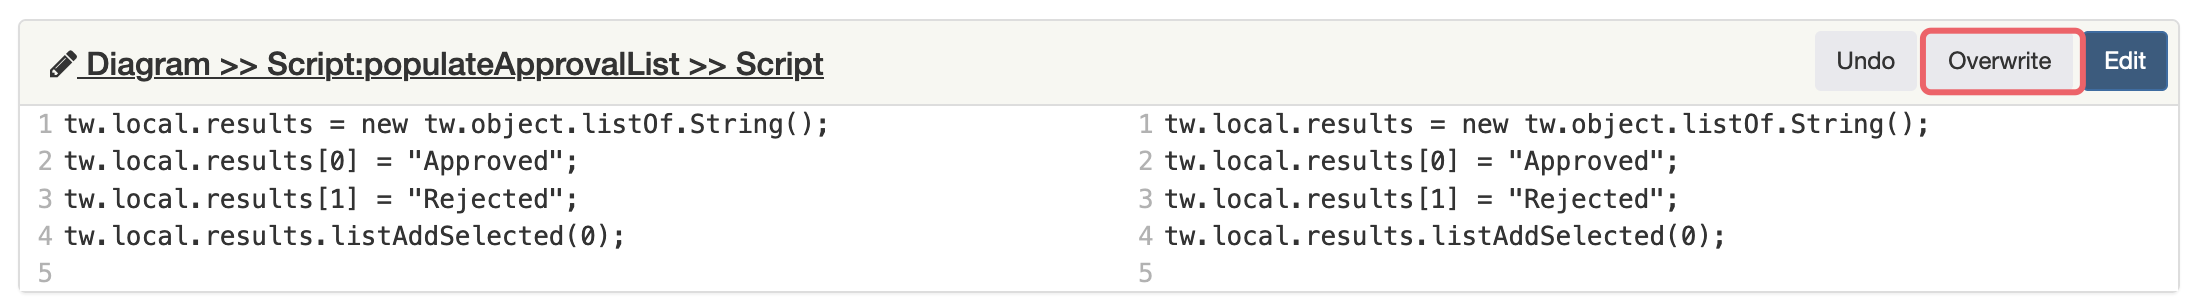 Diagram >> Script:populateApprovalList >> Script
Undo
Overwrite
Edit
1 tw.local.results = new tw.object.listOf.String();
2 tw.local.results[0] = "Approved";
3 tw.local.results[1] = "Rejected";
4 tw.local.results.listAddSelected(0);
5
1 tw.local.results = new tw.object.listOf.String();
2 tw.local.results[0] = "Approved";
3 tw.local.results[1] = "Rejected";
4 tw.local.results.listAddSelected(0);
5